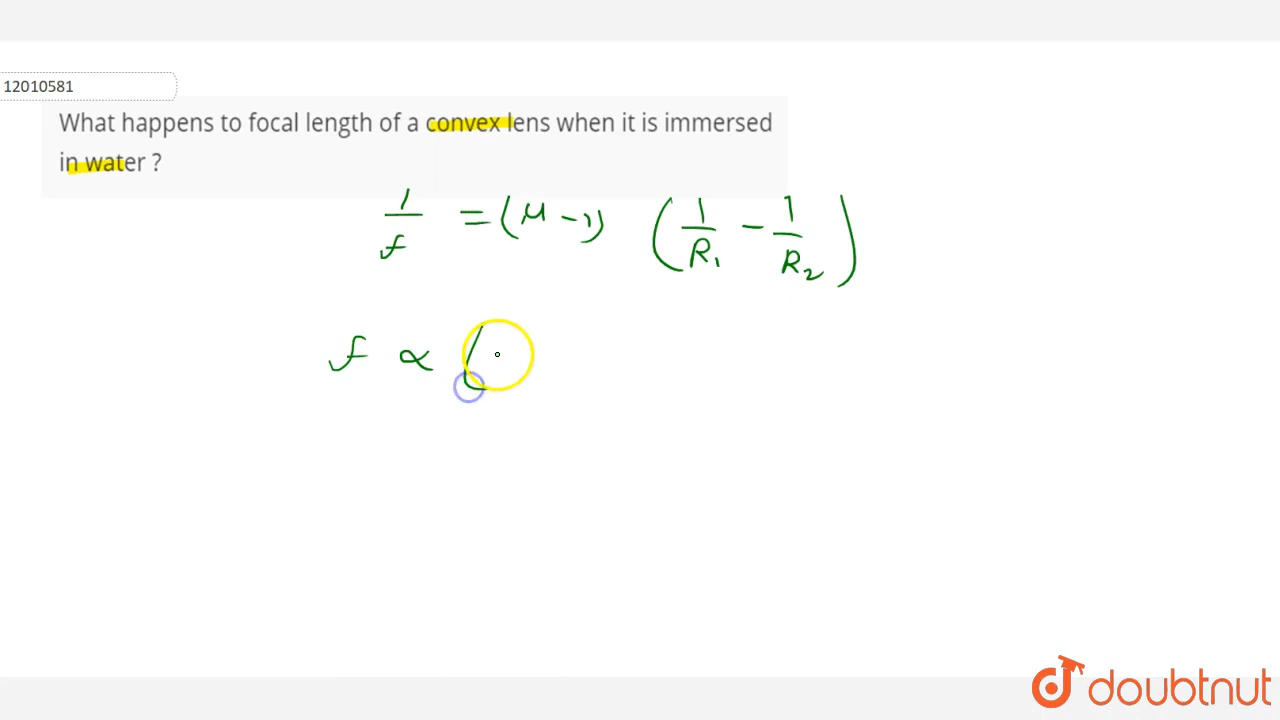 12010581
What happens to focal length of a convex lens when it is immersed
in water ?
1/f = (μ - 1) (1/R₁ - 1/R₂)
f ∝ (
doubtnut